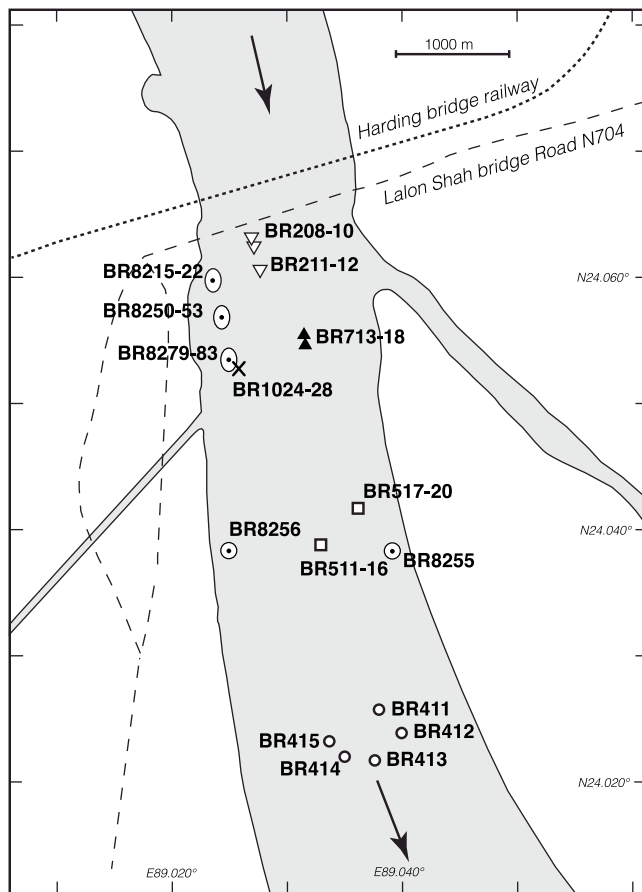 1000 m
Harding bridge railway
Lalon Shah bridge Road N704
BR208-10
BR8215-22
BR211-12
N24.060°
BR8250-53
BR713-18
BR8279-83
BR1024-28
BR517-20
BR8256
N24.040°
BR511-16
BR8255
BR411
BR412
BR415
BR414
BR413
N24.020°
E89.020°
E89.040°